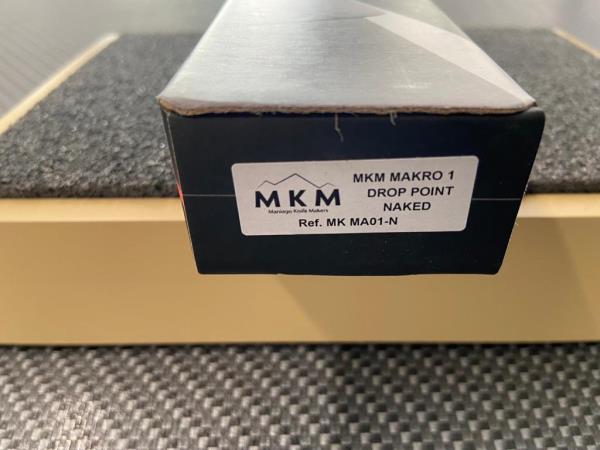 MKM
Maniago Knife Makers
MKM MAKRO 1
DROP POINT
NAKED
Ref. MK MA01-N